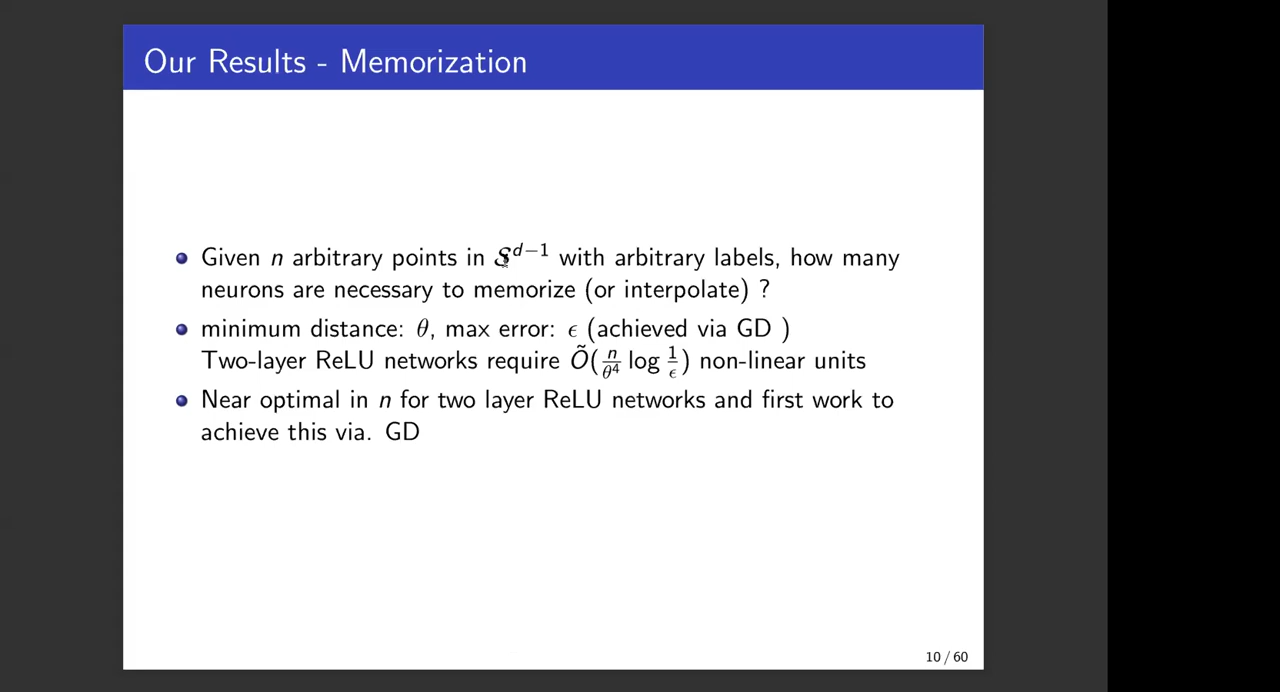 Our Results - Memorization
Given n arbitrary points in 𝒮^{d−1} with arbitrary labels, how many
neurons are necessary to memorize (or interpolate) ?
minimum distance: θ, max error: ϵ (achieved via GD )
Two-layer ReLU networks require Õ(n/θ⁴ log 1/ϵ) non-linear units
Near optimal in n for two layer ReLU networks and first work to
achieve this via. GD
10 / 60